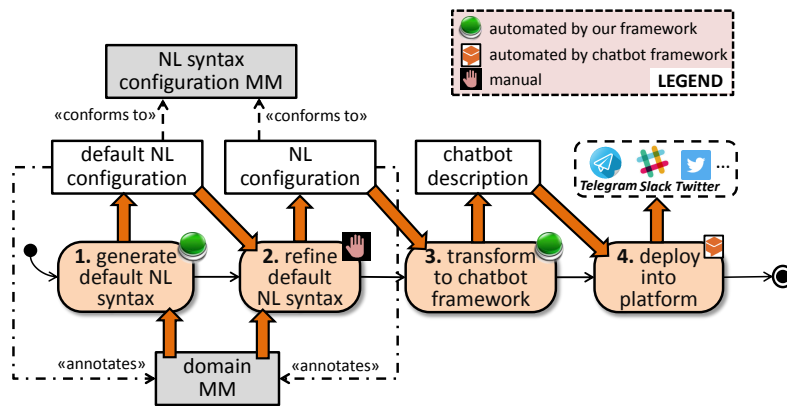 automated by our framework
automated by chatbot framework
manual
LEGEND
NL syntax
configuration MM
«conforms to»
«conforms to»
default NL
configuration
NL
configuration
chatbot
description
Telegram Slack Twitter ...
1. generate
default NL
syntax
2. refine
default
NL syntax
3. transform
to chatbot
framework
4. deploy
into
platform
«annotates»
domain
MM
«annotates»